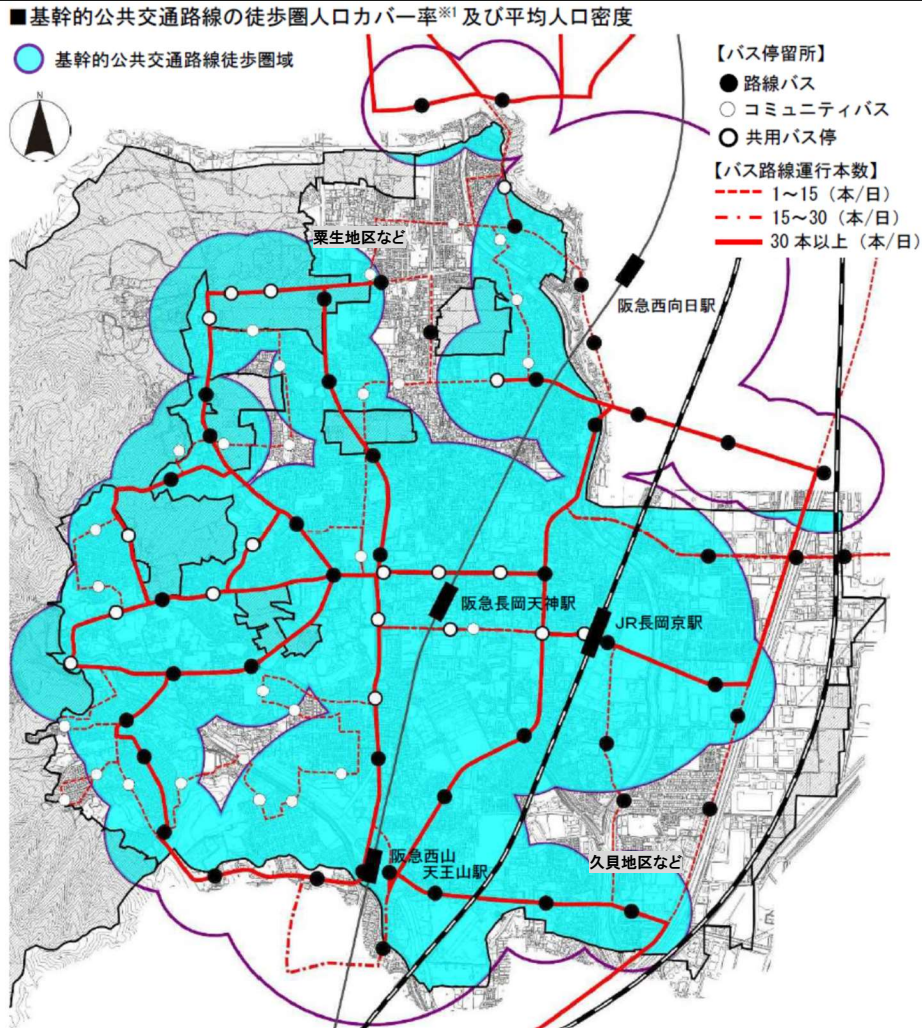 ■基幹的公共交通路線の徒歩圏人口カバー率※1及び平均人口密度
基幹的公共交通路線徒歩圏域
N
【バス停留所】
路線バス
コミュニティバス
共用バス停
【バス路線運行本数】
1～15（本/日）
15～30（本/日）
30本以上（本/日）
粟生地区など
阪急西向日駅
阪急長岡天神駅
JR長岡京駅
阪急西山
天王山駅
久貝地区など